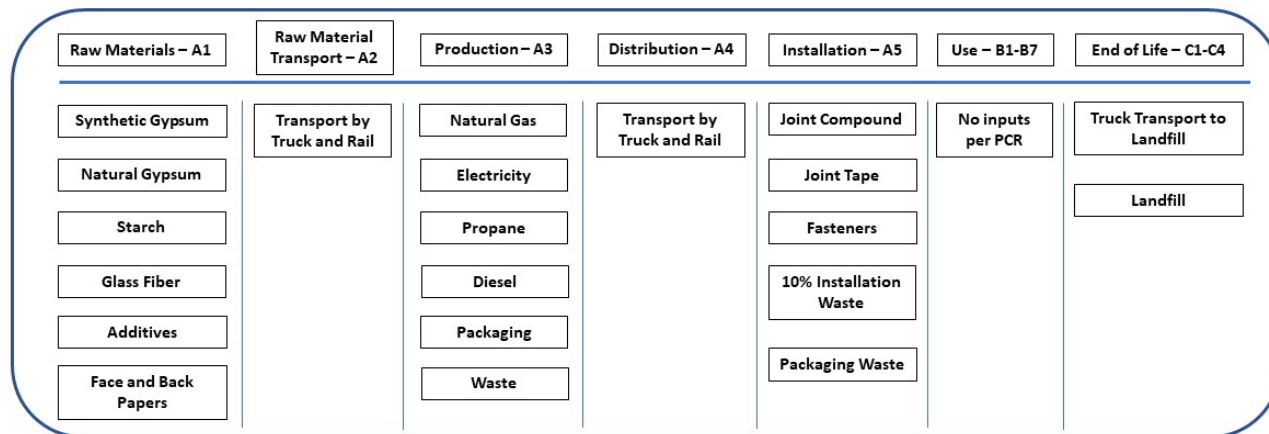 Raw Materials – A1
Raw Material
Transport – A2
Production – A3
Distribution – A4
Installation – A5
Use – B1-B7
End of Life – C1-C4
Synthetic Gypsum
Natural Gypsum
Starch
Glass Fiber
Additives
Face and Back
Papers
Transport by
Truck and Rail
Natural Gas
Electricity
Propane
Diesel
Packaging
Waste
Transport by
Truck and Rail
Joint Compound
Joint Tape
Fasteners
10% Installation
Waste
Packaging Waste
No inputs
per PCR
Truck Transport to
Landfill
Landfill